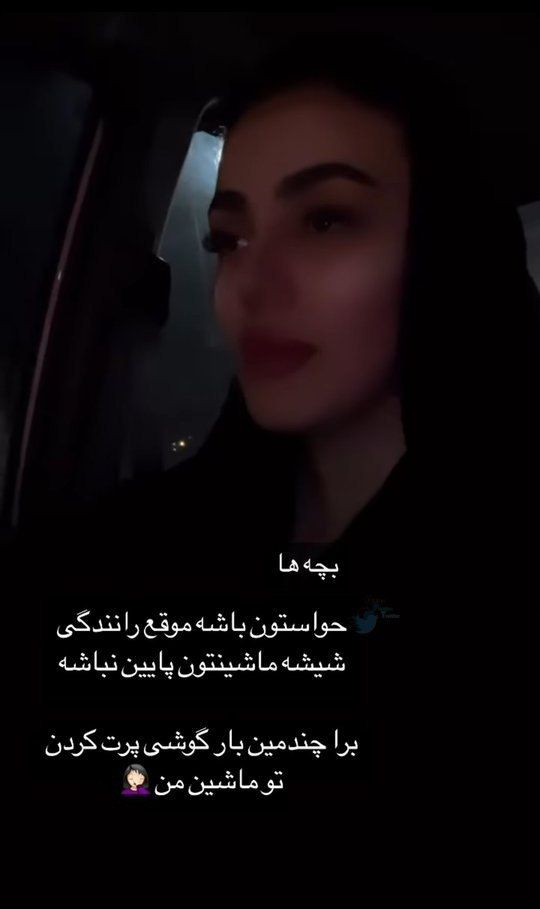 بچه ها
حواستون باشه موقع رانندگی
شیشه ماشینتون پایین نباشه
برا چندمین بار گوشی پرت کردن
تو ماشین من 🤦🏻‍♀️